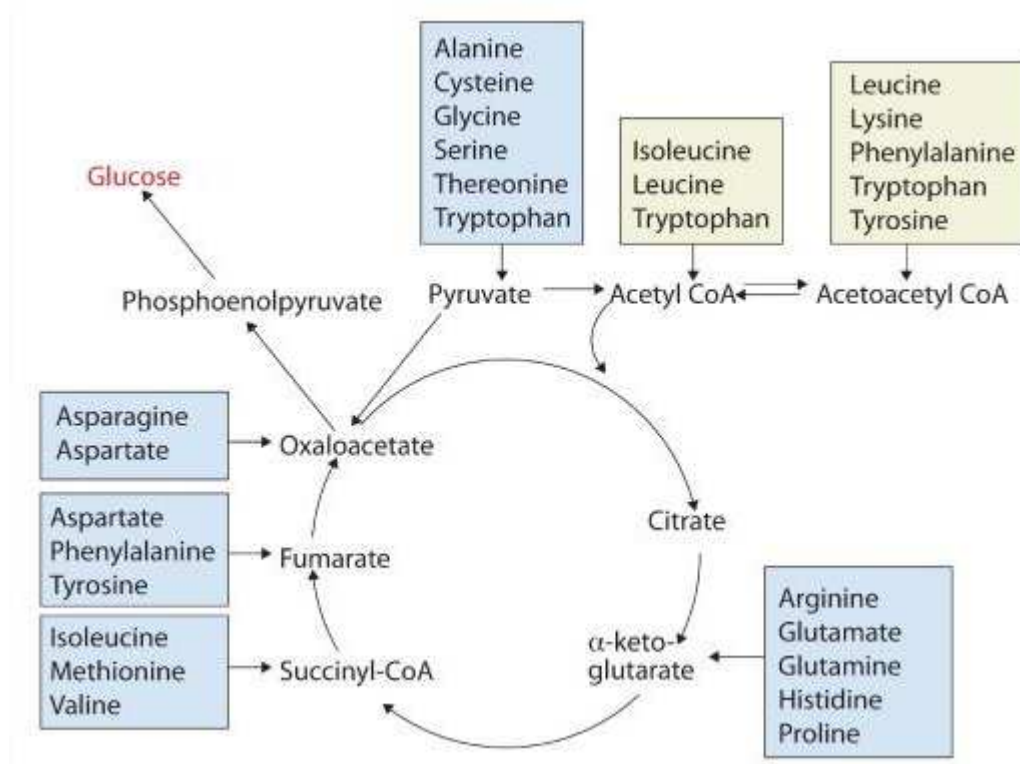 Alanine
Cysteine
Glycine
Serine
Thereonine
Tryptophan
Isoleucine
Leucine
Tryptophan
Leucine
Lysine
Phenylalanine
Tryptophan
Tyrosine
Glucose
Phosphoenolpyruvate
Pyruvate
Acetyl CoA
Acetoacetyl CoA
Asparagine
Aspartate
Oxaloacetate
Aspartate
Phenylalanine
Tyrosine
Fumarate
Citrate
Isoleucine
Methionine
Valine
Succinyl-CoA
α-keto-
glutarate
Arginine
Glutamate
Glutamine
Histidine
Proline